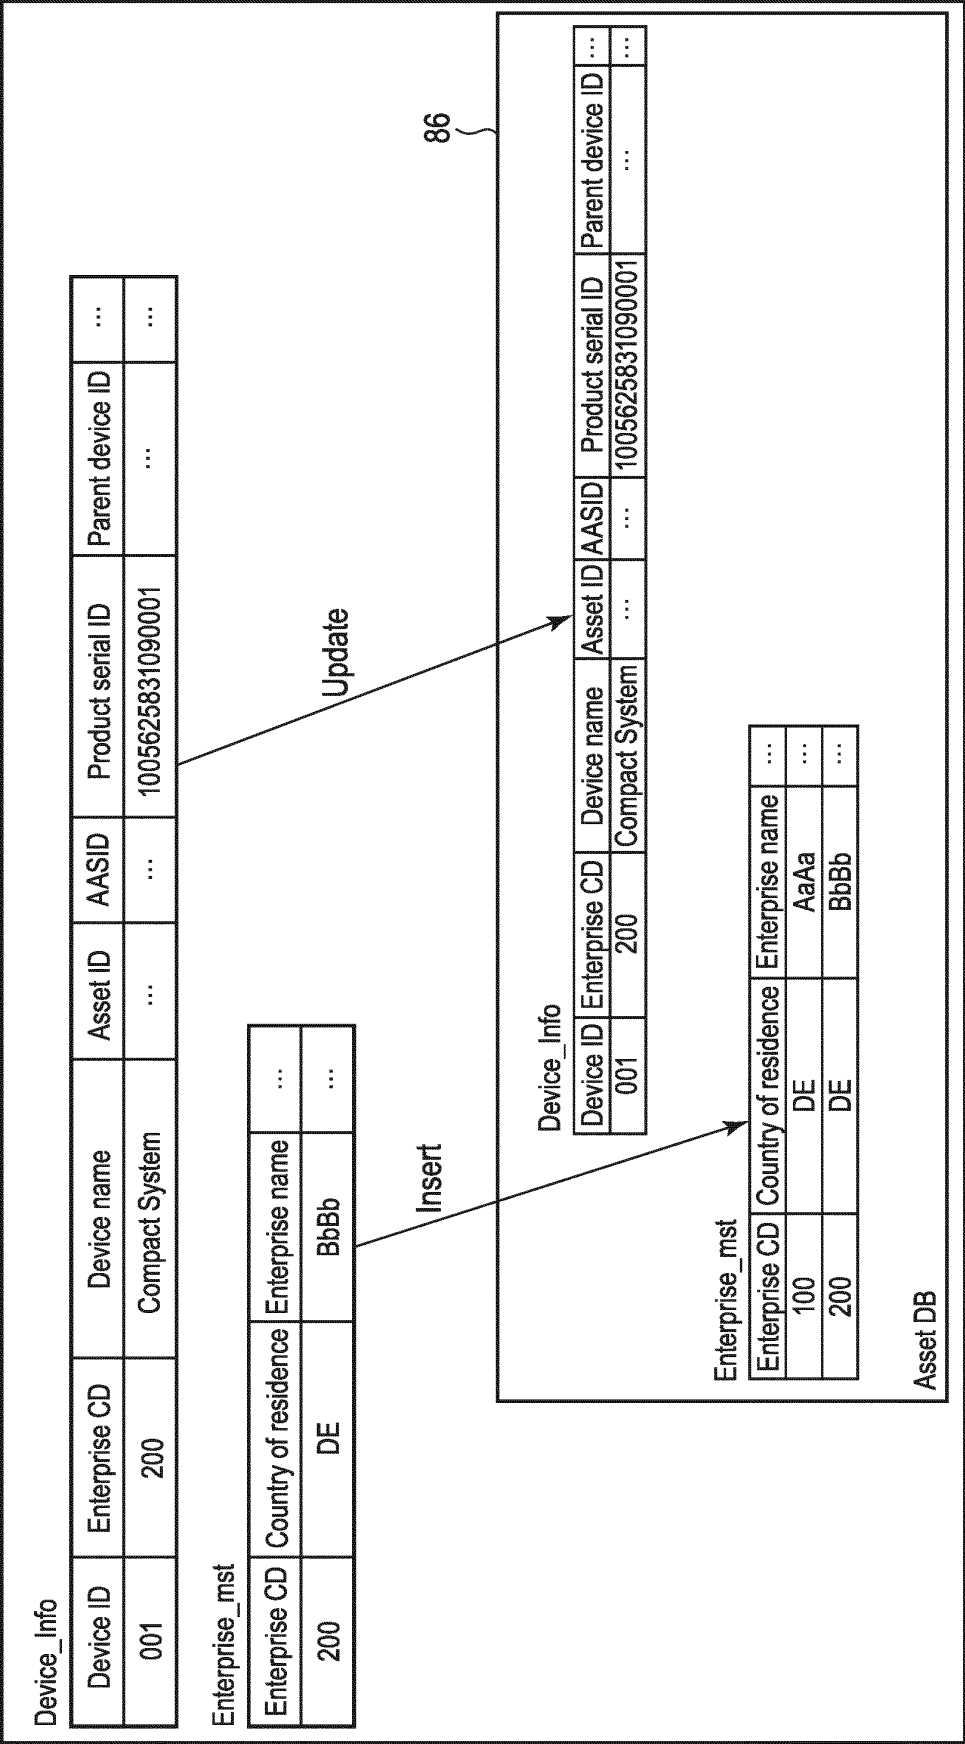 Device_Info
Device ID Enterprise CD Device name Asset ID AASID Product serial ID Parent device ID ...
001 200 Compact System ... ... 1005625831090001 ... ...
Enterprise_mst
Enterprise CD Country of residence Enterprise name ...
200 DE BbBb ...
Insert
Update
86
Device_Info
Device ID Enterprise CD Device name Asset ID AASID Product serial ID Parent device ID ...
001 200 Compact System ... ... 1005625831090001 ... ...
Enterprise_mst
Enterprise CD Country of residence Enterprise name ...
100 DE AaAa ...
200 DE BbBb ...
Asset DB